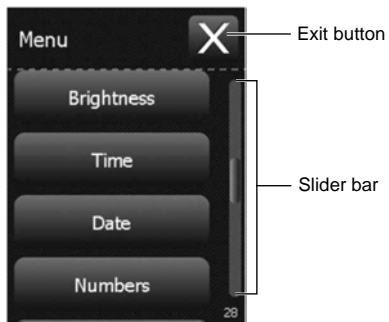 Menu
X
Exit button
Brightness
Time
Slider bar
Date
Numbers
28